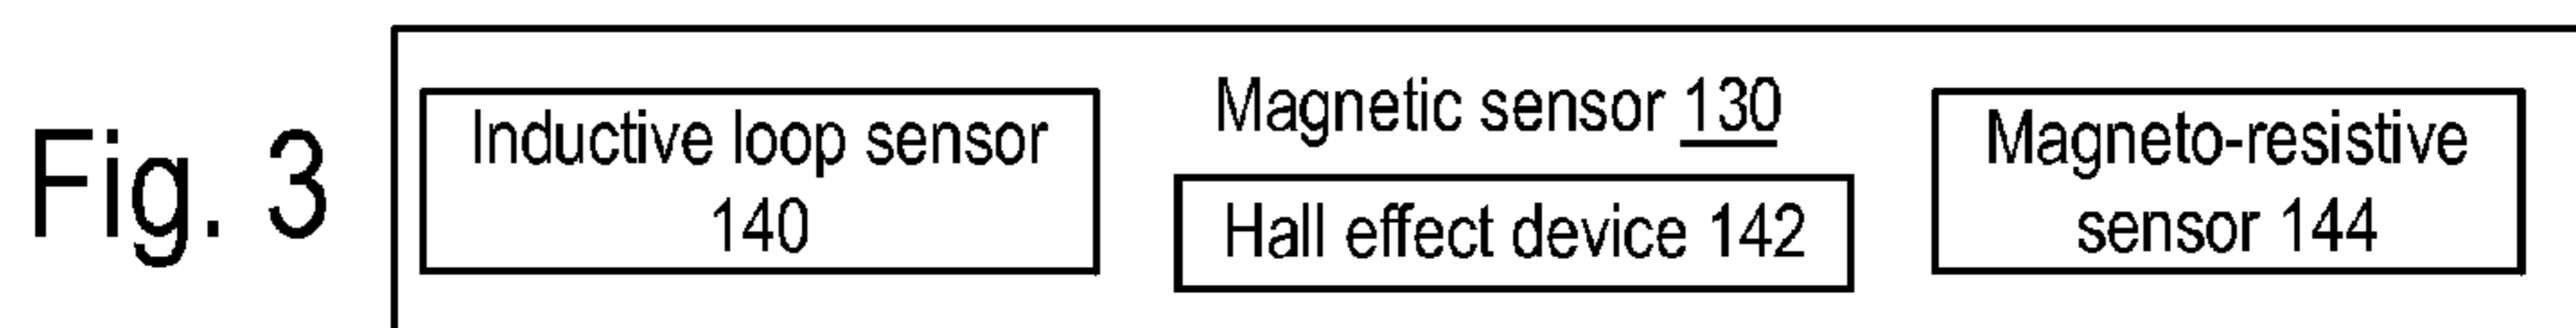 Fig. 3
Inductive loop sensor
140
Magnetic sensor 130
Hall effect device 142
Magneto-resistive
sensor 144